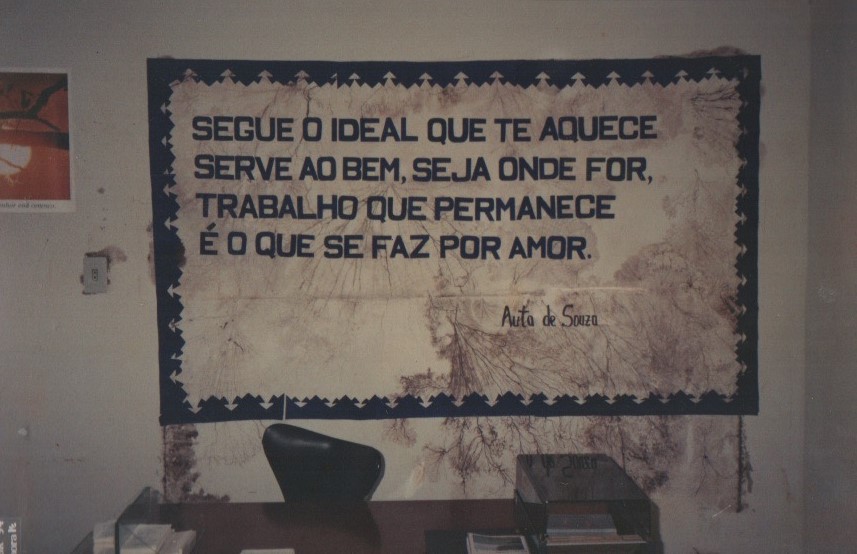 SEGUE O IDEAL QUE TE AQUECE
SERVE AO BEM, SEJA ONDE FOR,
TRABALHO QUE PERMANECE
É O QUE SE FAZ POR AMOR.
Auta de Souza